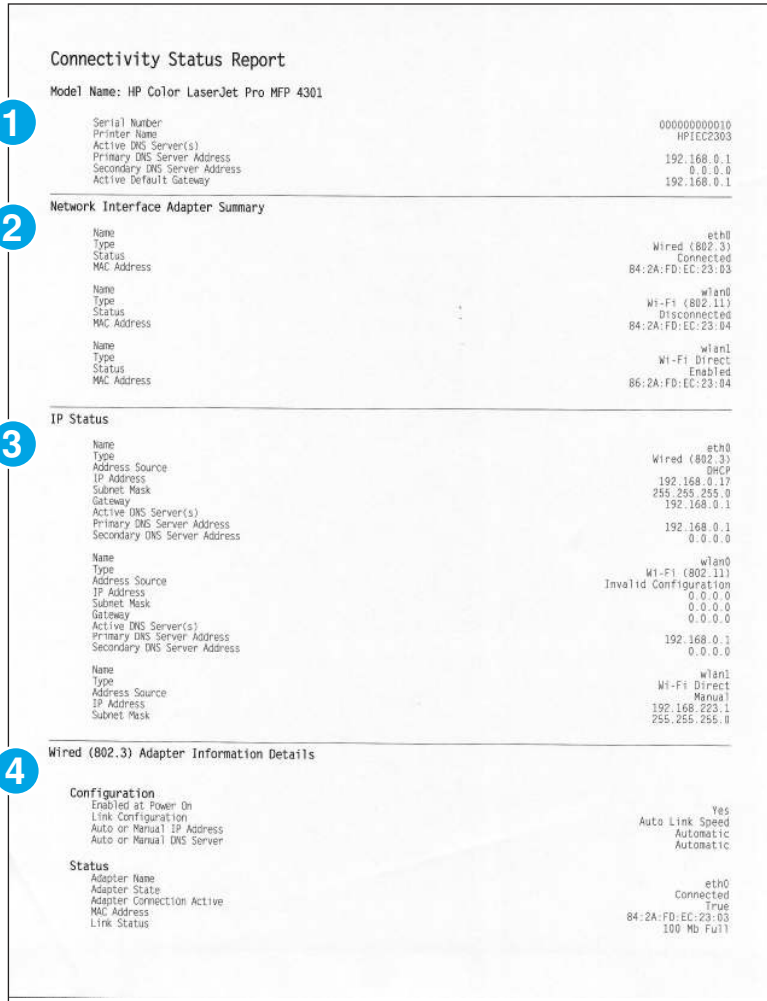 Connectivity Status Report
Model Name: HP Color LaserJet Pro MFP 4301
1
Serial Number 000000000010
Printer Name HPIEC2303
Active DNS Server(s)
Primary DNS Server Address 192.168.0.1
Secondary DNS Server Address 0.0.0.0
Active Default Gateway 192.168.0.1
Network Interface Adapter Summary
2
Name eth0
Type Wired (802.3)
Status Connected
MAC Address 84:2A:FD:EC:23:03
Name wlan0
Type Wi-Fi (802.11)
Status Disconnected
MAC Address 84:2A:FD:EC:23:04
Name wlan1
Type Wi-Fi Direct
Status Enabled
MAC Address 86:2A:FD:EC:23:04
IP Status
3
Name eth0
Type Wired (802.3)
Address Source DHCP
IP Address 192.168.0.17
Subnet Mask 255.255.255.0
Gateway 192.168.0.1
Active DNS Server(s)
Primary DNS Server Address 192.168.0.1
Secondary DNS Server Address 0.0.0.0
Name wlan0
Type Wi-Fi (802.11)
Address Source Invalid Configuration
IP Address 0.0.0.0
Subnet Mask 0.0.0.0
Gateway 0.0.0.0
Active DNS Server(s)
Primary DNS Server Address 192.168.0.1
Secondary DNS Server Address 0.0.0.0
Name wlan1
Type Wi-Fi Direct
Address Source Manual
IP Address 192.168.223.1
Subnet Mask 255.255.255.0
Wired (802.3) Adapter Information Details
4
Configuration
Enabled at Power On Yes
Link Configuration Auto Link Speed
Auto or Manual IP Address Automatic
Auto or Manual DNS Server Automatic
Status
Adapter Name eth0
Adapter State Connected
Adapter Connection Active True
MAC Address 84:2A:FD:EC:23:03
Link Status 100 Mb Full